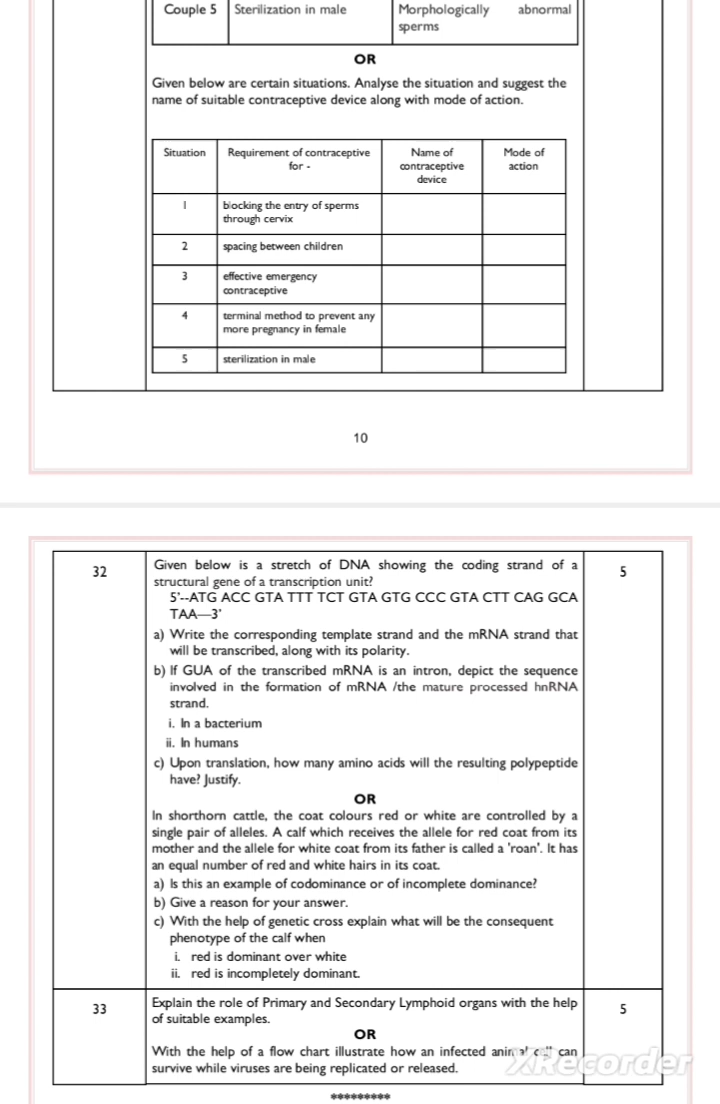 Couple 5 Sterilization in male Morphologically abnormal
sperms
OR
Given below are certain situations. Analyse the situation and suggest the
name of suitable contraceptive device along with mode of action.
Situation Requirement of contraceptive Name of Mode of
for - contraceptive action
device
1 blocking the entry of sperms
through cervix
2 spacing between children
3 effective emergency
contraceptive
4 terminal method to prevent any
more pregnancy in female
5 sterilization in male
10
32 Given below is a stretch of DNA showing the coding strand of a 5
structural gene of a transcription unit?
5'--ATG ACC GTA TTT TCT GTA GTG CCC GTA CTT CAG GCA
TAA—3'
a) Write the corresponding template strand and the mRNA strand that
will be transcribed, along with its polarity.
b) If GUA of the transcribed mRNA is an intron, depict the sequence
involved in the formation of mRNA /the mature processed hnRNA
strand.
i. In a bacterium
ii. In humans
c) Upon translation, how many amino acids will the resulting polypeptide
have? Justify.
OR
In shorthorn cattle, the coat colours red or white are controlled by a
single pair of alleles. A calf which receives the allele for red coat from its
mother and the allele for white coat from its father is called a 'roan'. It has
an equal number of red and white hairs in its coat.
a) Is this an example of codominance or of incomplete dominance?
b) Give a reason for your answer.
c) With the help of genetic cross explain what will be the consequent
phenotype of the calf when
i. red is dominant over white
ii. red is incompletely dominant.
33 Explain the role of Primary and Secondary Lymphoid organs with the help 5
of suitable examples.
OR
With the help of a flow chart illustrate how an infected animal cell can
survive while viruses are being replicated or released.
XRecorder
*********